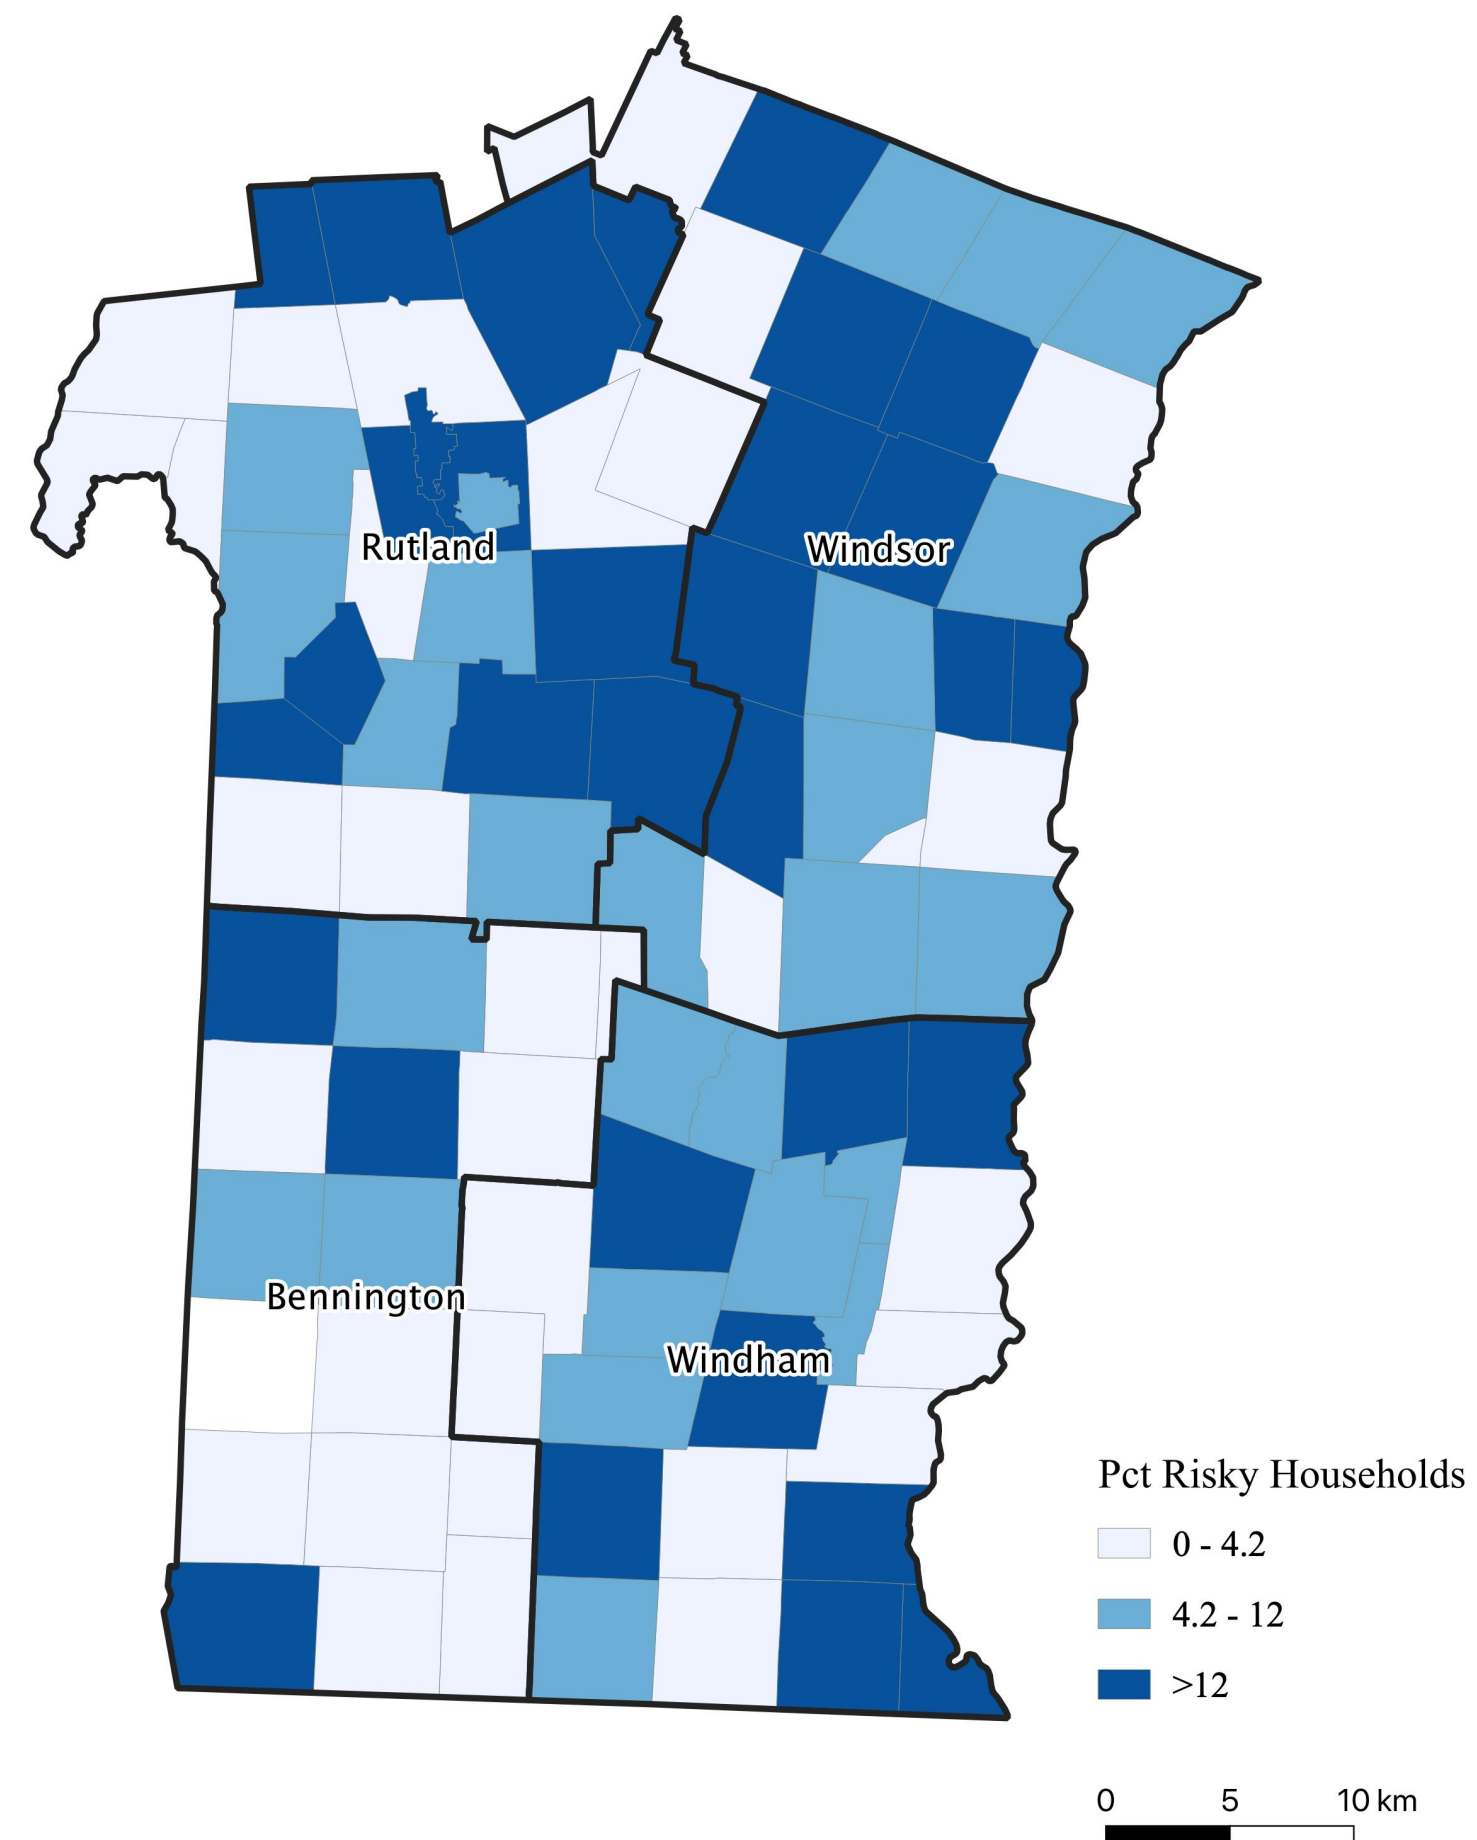 Rutland
Windsor
Bennington
Windham
Pct Risky Households
0 - 4.2
4.2 - 12
>12
0 5 10 km